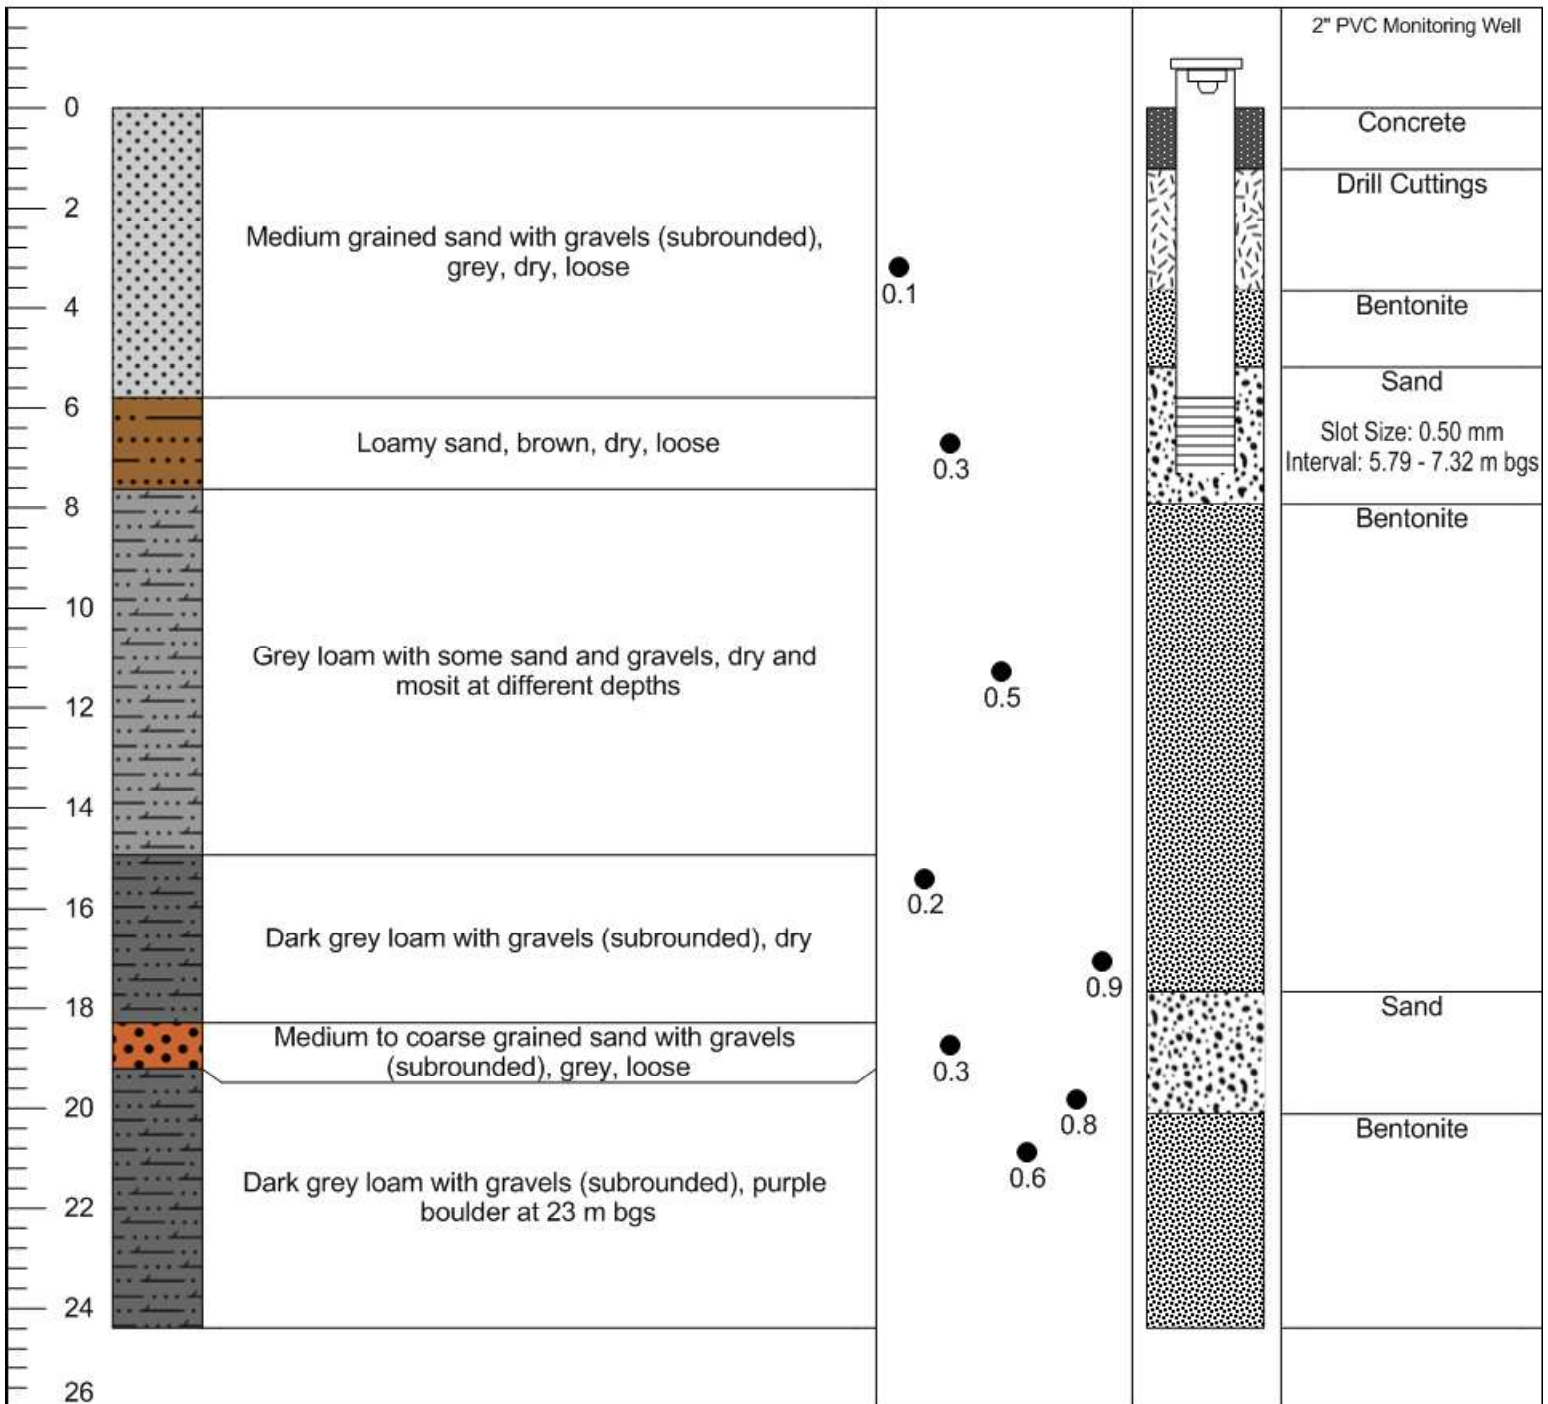 2" PVC Monitoring Well
0
Concrete
Drill Cuttings
2
Medium grained sand with gravels (subrounded),
grey, dry, loose
0.1
4
Bentonite
Sand
6
Slot Size: 0.50 mm
Loamy sand, brown, dry, loose
0.3
Interval: 5.79 - 7.32 m bgs
8
Bentonite
10
Grey loam with some sand and gravels, dry and
mosit at different depths
0.5
12
14
0.2
16
Dark grey loam with gravels (subrounded), dry
0.9
18
Sand
Medium to coarse grained sand with gravels
(subrounded), grey, loose
0.3
20
0.8
Bentonite
0.6
Dark grey loam with gravels (subrounded), purple
boulder at 23 m bgs
22
24
26